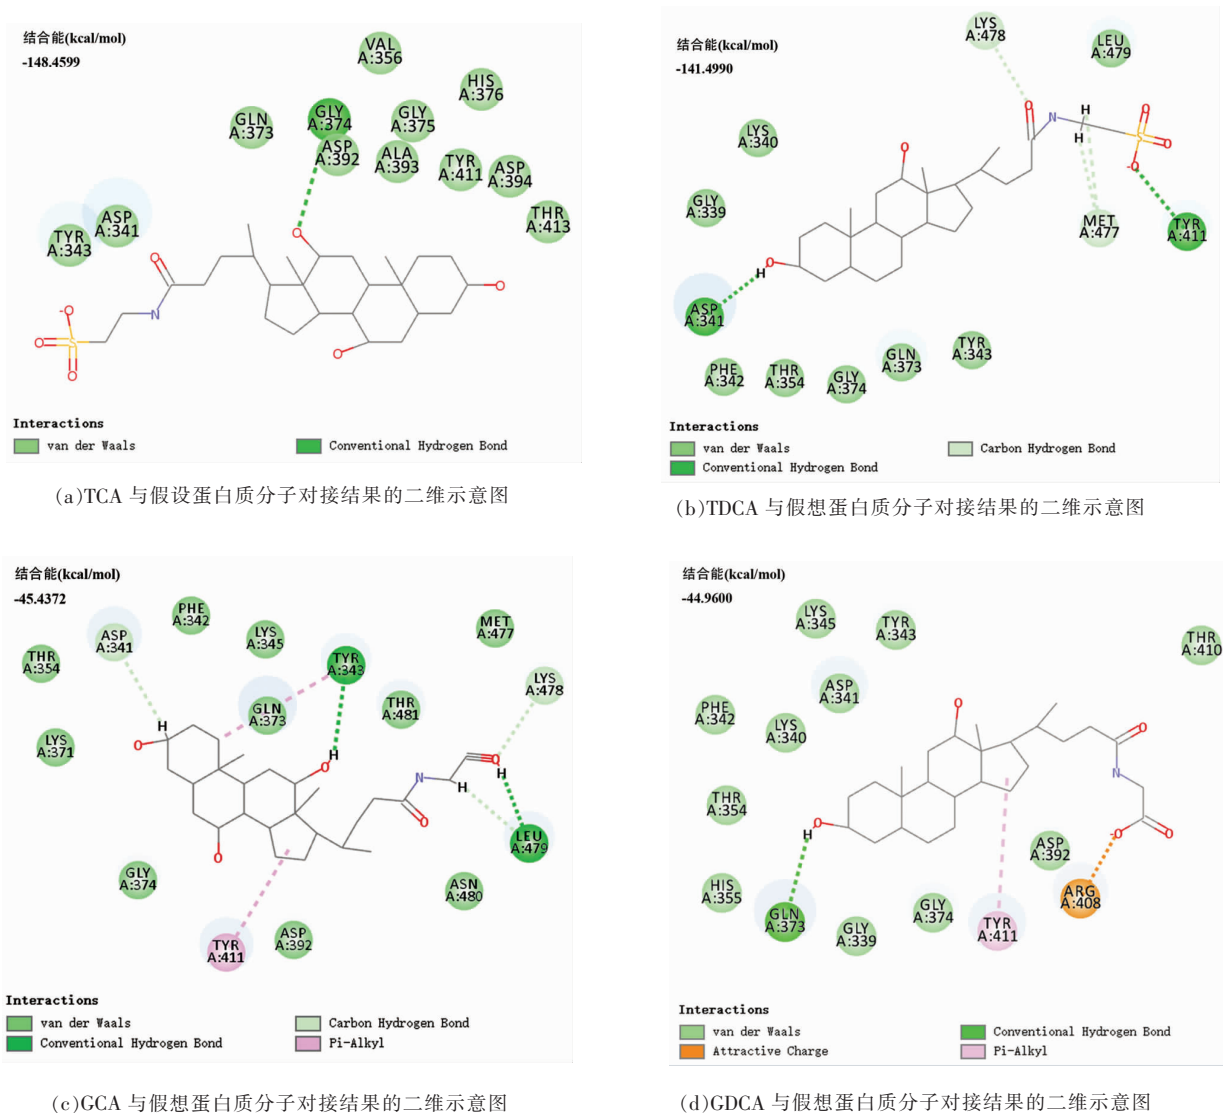 结合能(kcal/mol)
-148.4599
VAL
A:356
HIS
A:376
GLN
A:373
GLY
374
GLY
A:375
ASP
A:392
ALA
A:393
TYR
A:411
ASP
A:394
THR
A:413
ASP
A:341
TYR
A:343
O
O
O
O
O
-O
O
O
S
N
Interactions
van der Waals
Conventional Hydrogen Bond
(a)TCA 与假设蛋白质分子对接结果的二维示意图
结合能(kcal/mol)
-141.4990
LYS
A:478
LEU
A:479
LYS
A:340
GLY
A:339
MET
A:477
TYR
A:411
ASP
A:341
PHE
A:342
THR
A:354
GLY
A:374
GLN
A:373
TYR
A:343
O
O
N
H
H
S
O
O
-O
O
H
Interactions
van der Waals
Conventional Hydrogen Bond
Carbon Hydrogen Bond
(b)TDCA 与假想蛋白质分子对接结果的二维示意图
结合能(kcal/mol)
-45.4372
PHE
A:342
ASP
A:341
LYS
A:345
MET
A:477
THR
A:354
TYR
A:343
LYS
A:478
GLN
A:373
THR
A:481
LYS
A:371
LEU
A:479
GLY
A:374
ASN
A:480
ASP
A:392
TYR
A:411
H
O
H
O
N
H
O
H
O
O
Interactions
van der Waals
Conventional Hydrogen Bond
Carbon Hydrogen Bond
Pi-Alkyl
(c)GCA 与假想蛋白质分子对接结果的二维示意图
结合能(kcal/mol)
-44.9600
LYS
A:345
TYR
A:343
THR
A:410
ASP
A:341
PHE
A:342
LYS
A:340
THR
A:354
ASP
A:392
HIS
A:355
ARG
A:408
GLN
A:373
GLY
A:339
GLY
A:374
TYR
A:411
O
O
N
H
O
-O
O
Interactions
van der Waals
Attractive Charge
Conventional Hydrogen Bond
Pi-Alkyl
(d)GDCA 与假想蛋白质分子对接结果的二维示意图